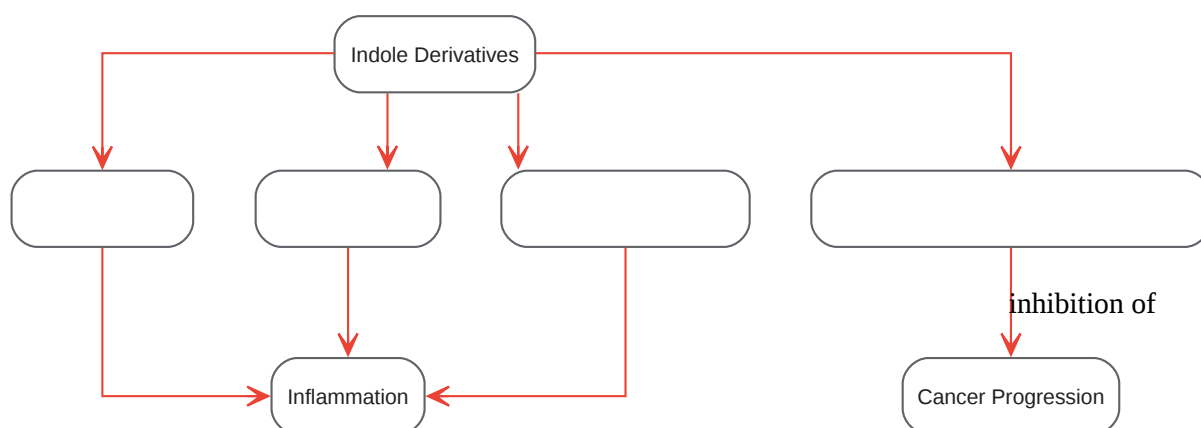 Indole Derivatives
inhibition of
Inflammation
Cancer Progression